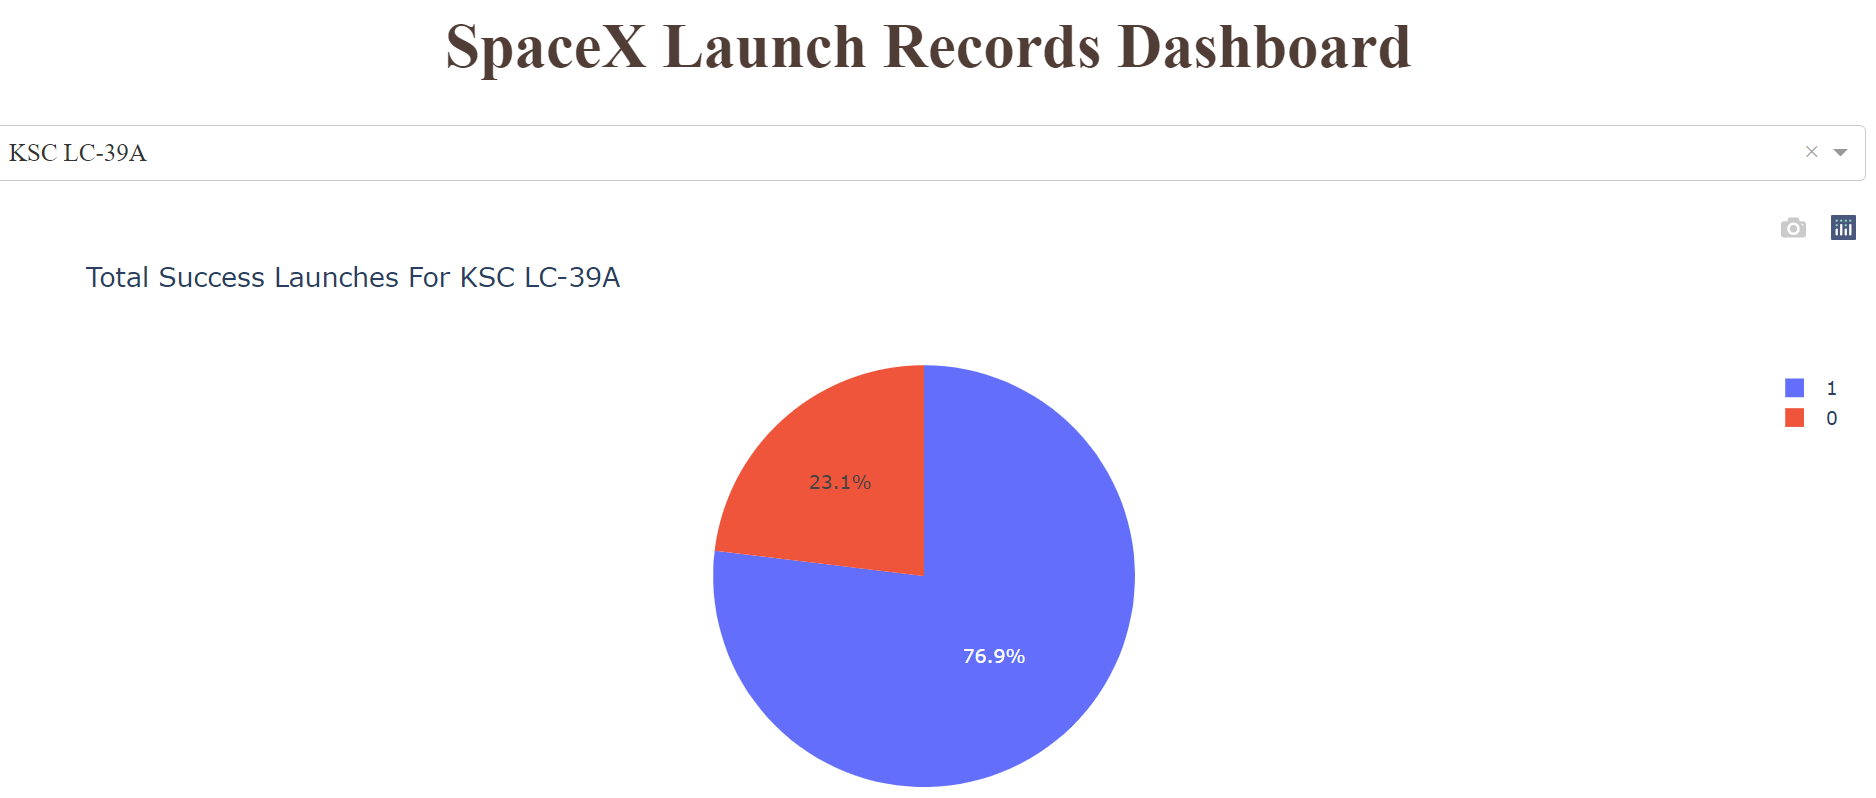 SpaceX Launch Records Dashboard
KSC LC-39A
Total Success Launches For KSC LC-39A
1
0
23.1%
76.9%